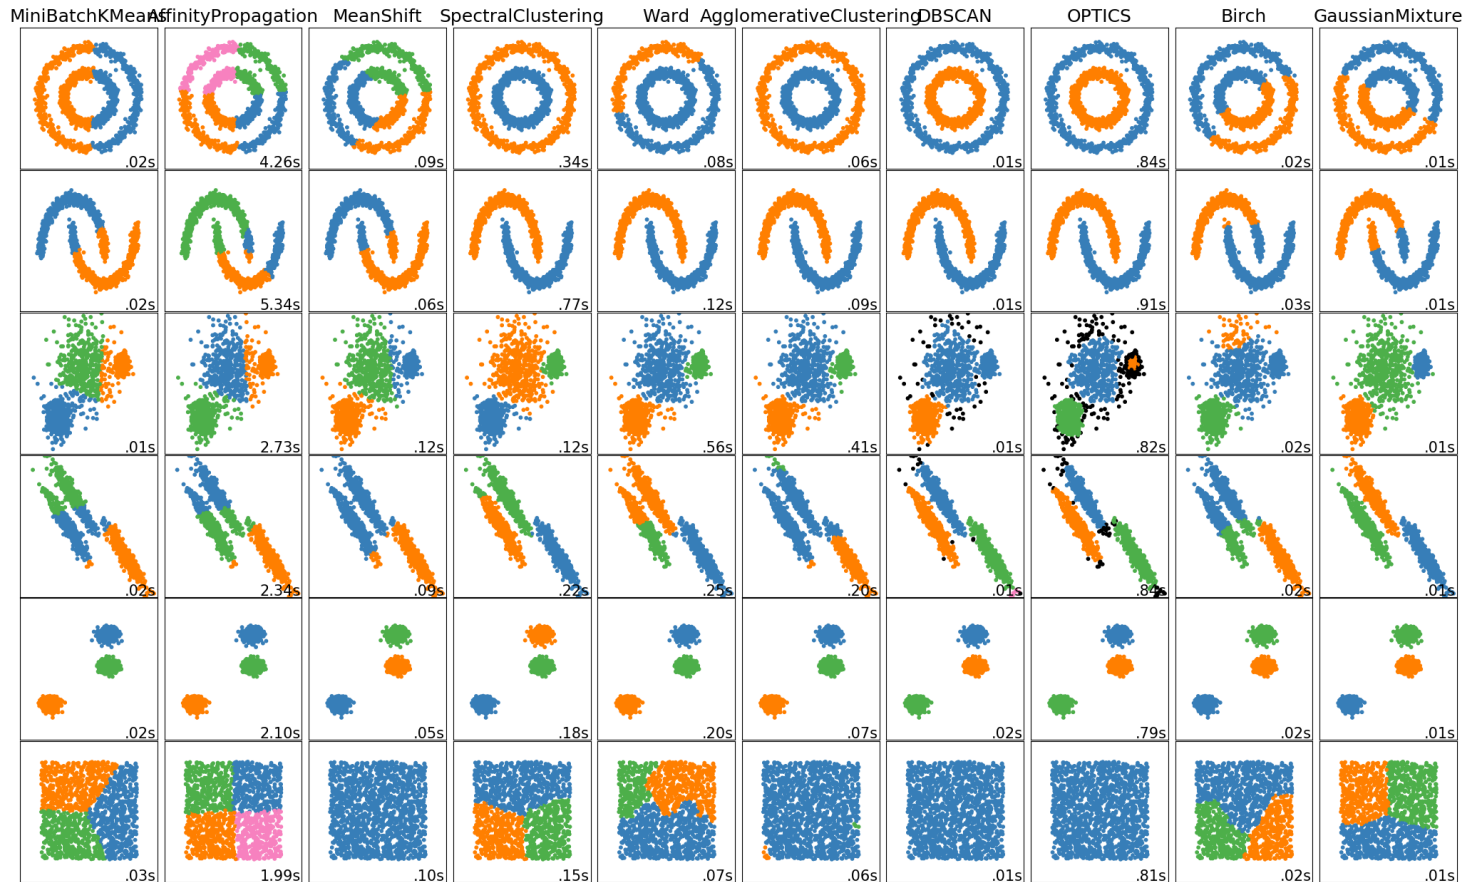 MiniBatchKMeans AffinityPropagation MeanShift SpectralClustering Ward AgglomerativeClustering DBSCAN OPTICS Birch GaussianMixture
.02s 4.26s .09s .34s .08s .06s .01s .84s .02s .01s
.02s 5.34s .06s .77s .12s .09s .01s .91s .03s .01s
.01s 2.73s .12s .12s .56s .41s .01s .82s .02s .01s
.02s 2.34s .09s .22s .25s .20s .01s .84s .02s .01s
.02s 2.10s .05s .18s .20s .07s .02s .79s .02s .01s
.03s 1.99s .10s .15s .07s .06s .01s .81s .02s .01s